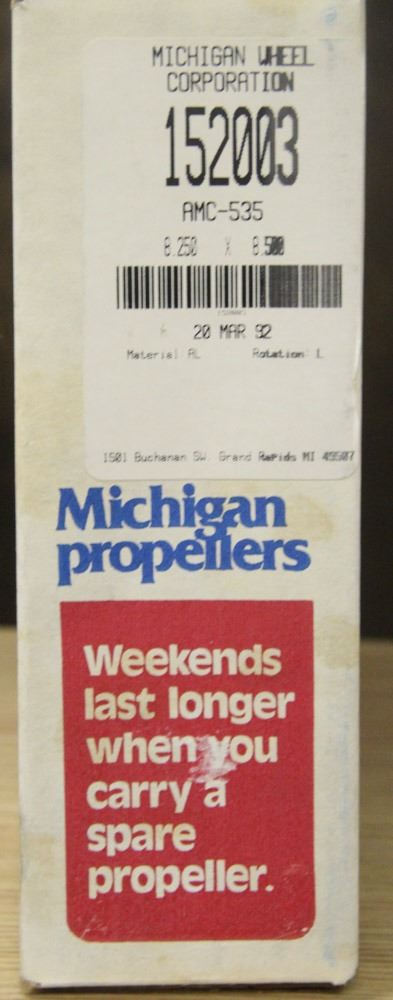 MICHIGAN WHEEL
CORPORATION
152003
AMC-535
8.250 X 8.500
20 MAR 92
Material AL Rotation: L
1501 Buchanan SW. Grand Rapids MI 49507
Michigan
propellers
Weekends
last longer
when you
carry a
spare
propeller.